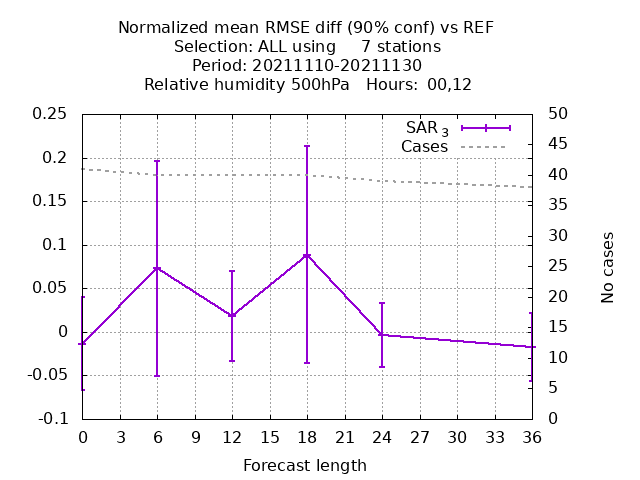 Normalized mean RMSE diff (90% conf) vs REF
Selection: ALL using     7 stations
Period: 20211110-20211130
Relative humidity 500hPa   Hours:  00,12
SAR 3
Cases
0.25
0.2
0.15
0.1
0.05
0
-0.05
-0.1
50
45
40
35
30
25
20
15
10
5
0
No cases
0 3 6 9 12 15 18 21 24 27 30 33 36
Forecast length